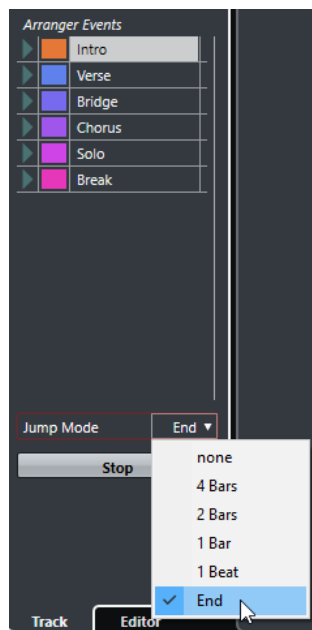 Arranger Events
Intro
Verse
Bridge
Chorus
Solo
Break
Jump Mode End
Stop
none
4 Bars
2 Bars
1 Bar
1 Beat
End
Track Editor